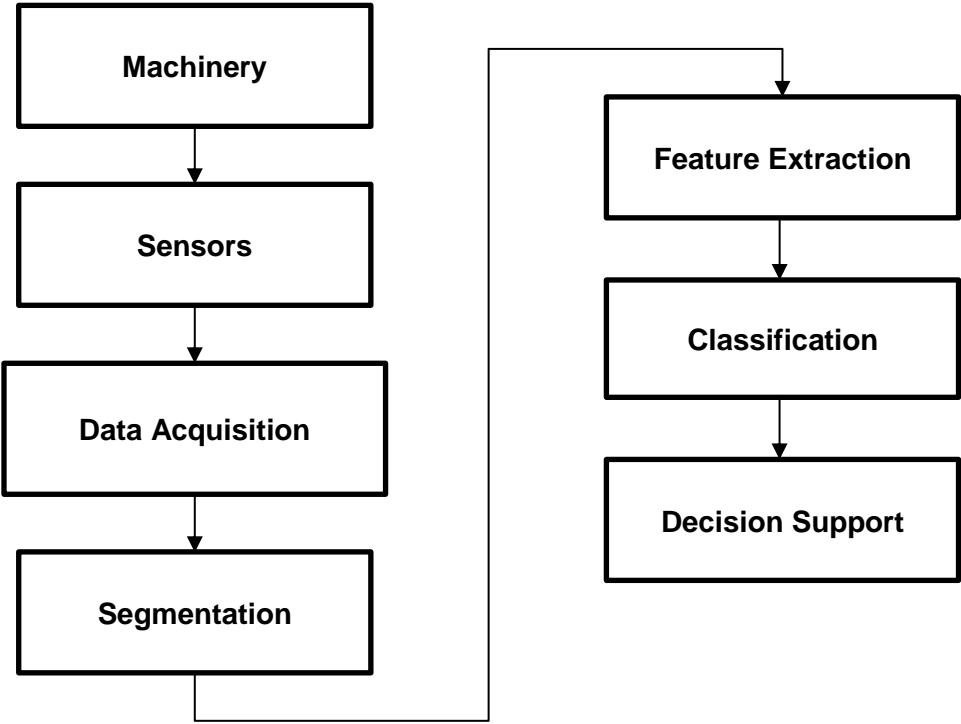 Machinery
Sensors
Data Acquisition
Segmentation
Feature Extraction
Classification
Decision Support